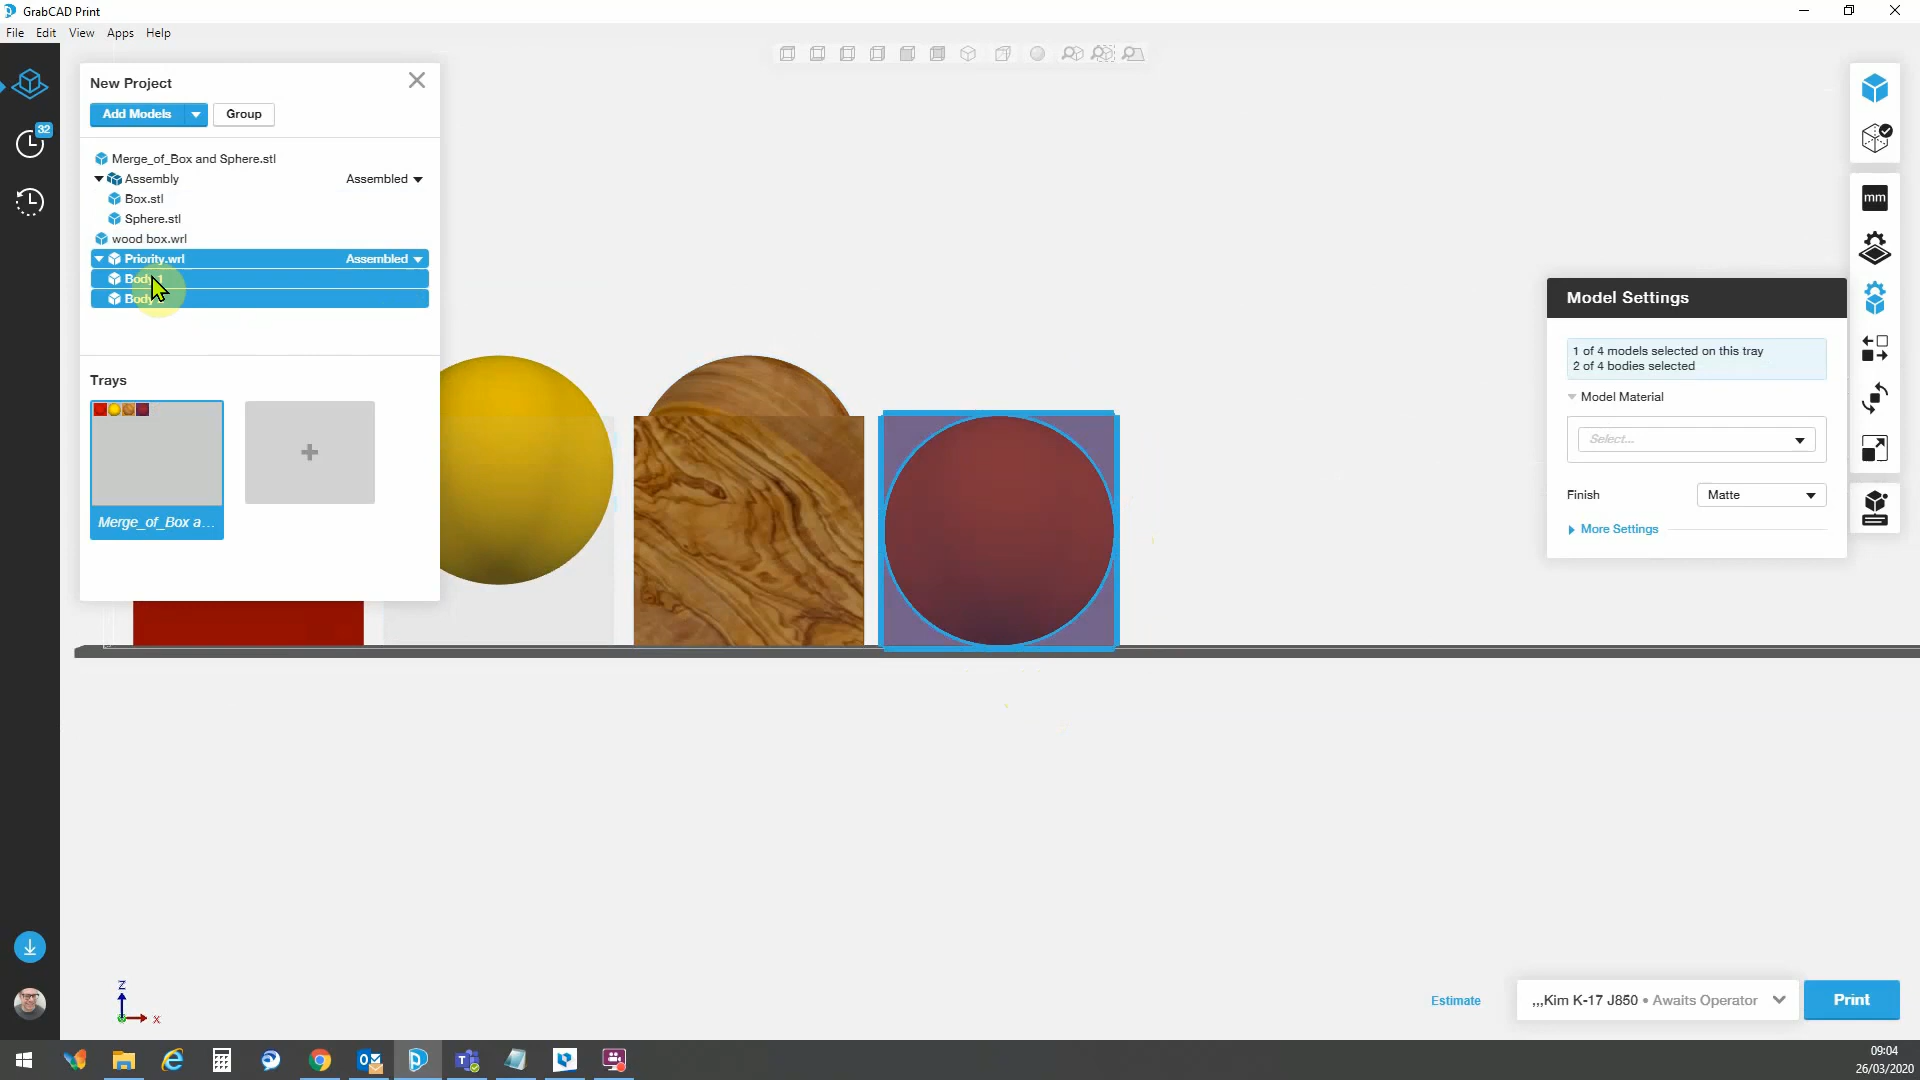 GrabCAD Print
File Edit View Apps Help
32
New Project
Add Models Group
Merge_of_Box and Sphere.stl
Assembly Assembled
Box.stl
Sphere.stl
wood box.wrl
Priority.wrl Assembled
Trays
Merge_of_Box a...
mm
Model Settings
1 of 4 models selected on this tray
2 of 4 bodies selected
Model Material
Select...
Finish Matte
More Settings
Z
X
Estimate
,,,Kim K-17 J850 • Awaits Operator
Print
09:04
26/03/2020